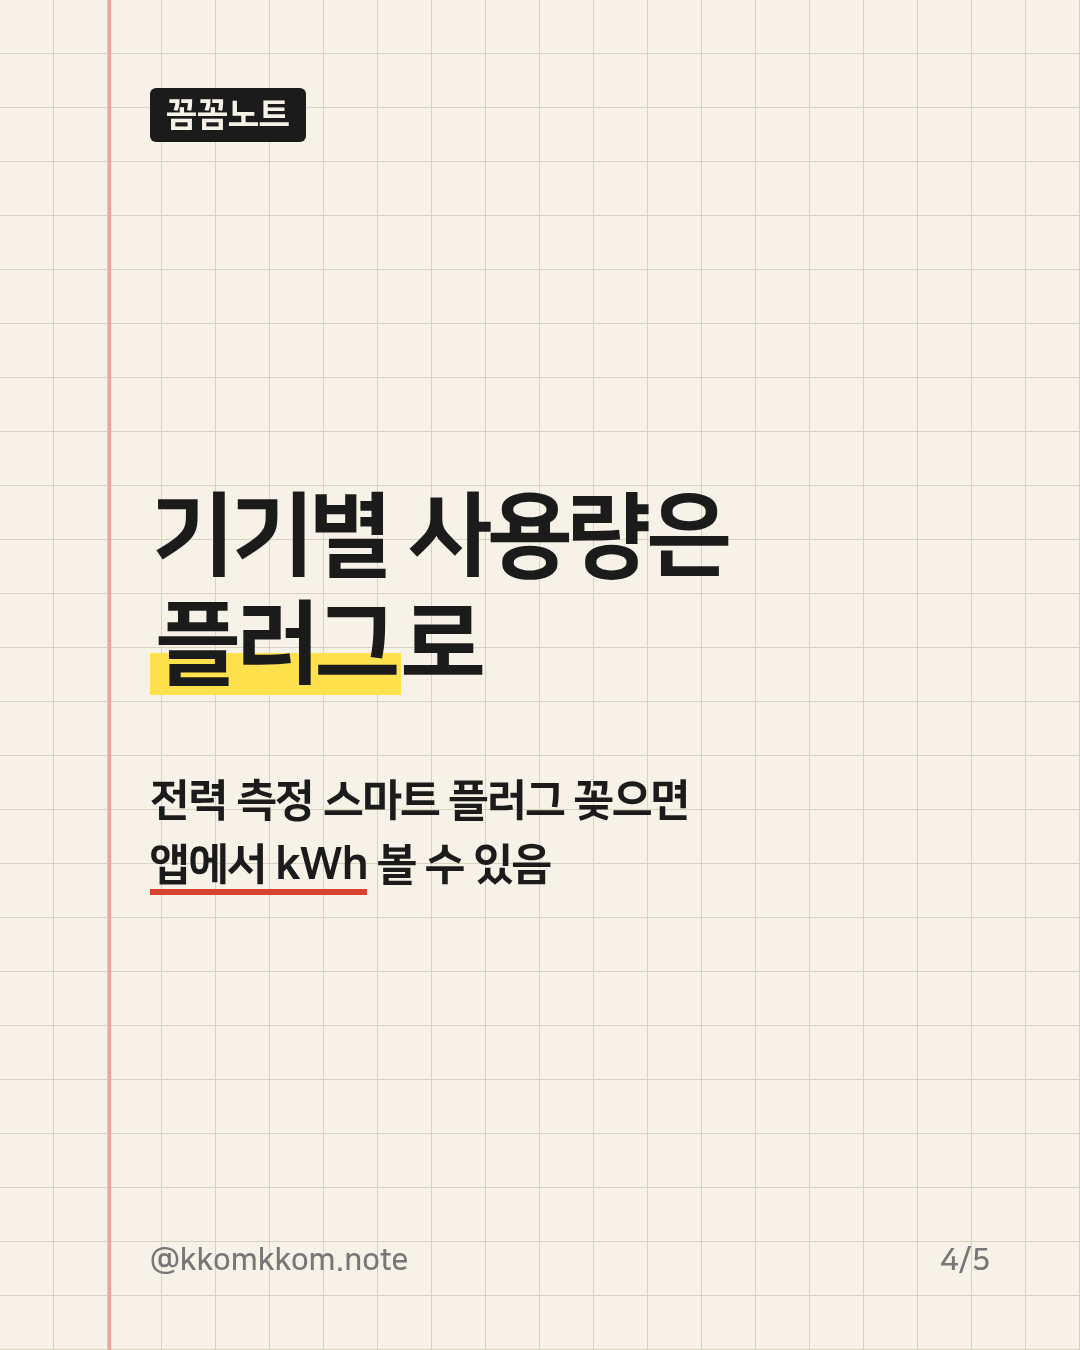 꼼꼼노트
기기별 사용량은
플러그로
전력 측정 스마트 플러그 꽂으면
앱에서 kWh 볼 수 있음
@kkomkkom.note
4/5